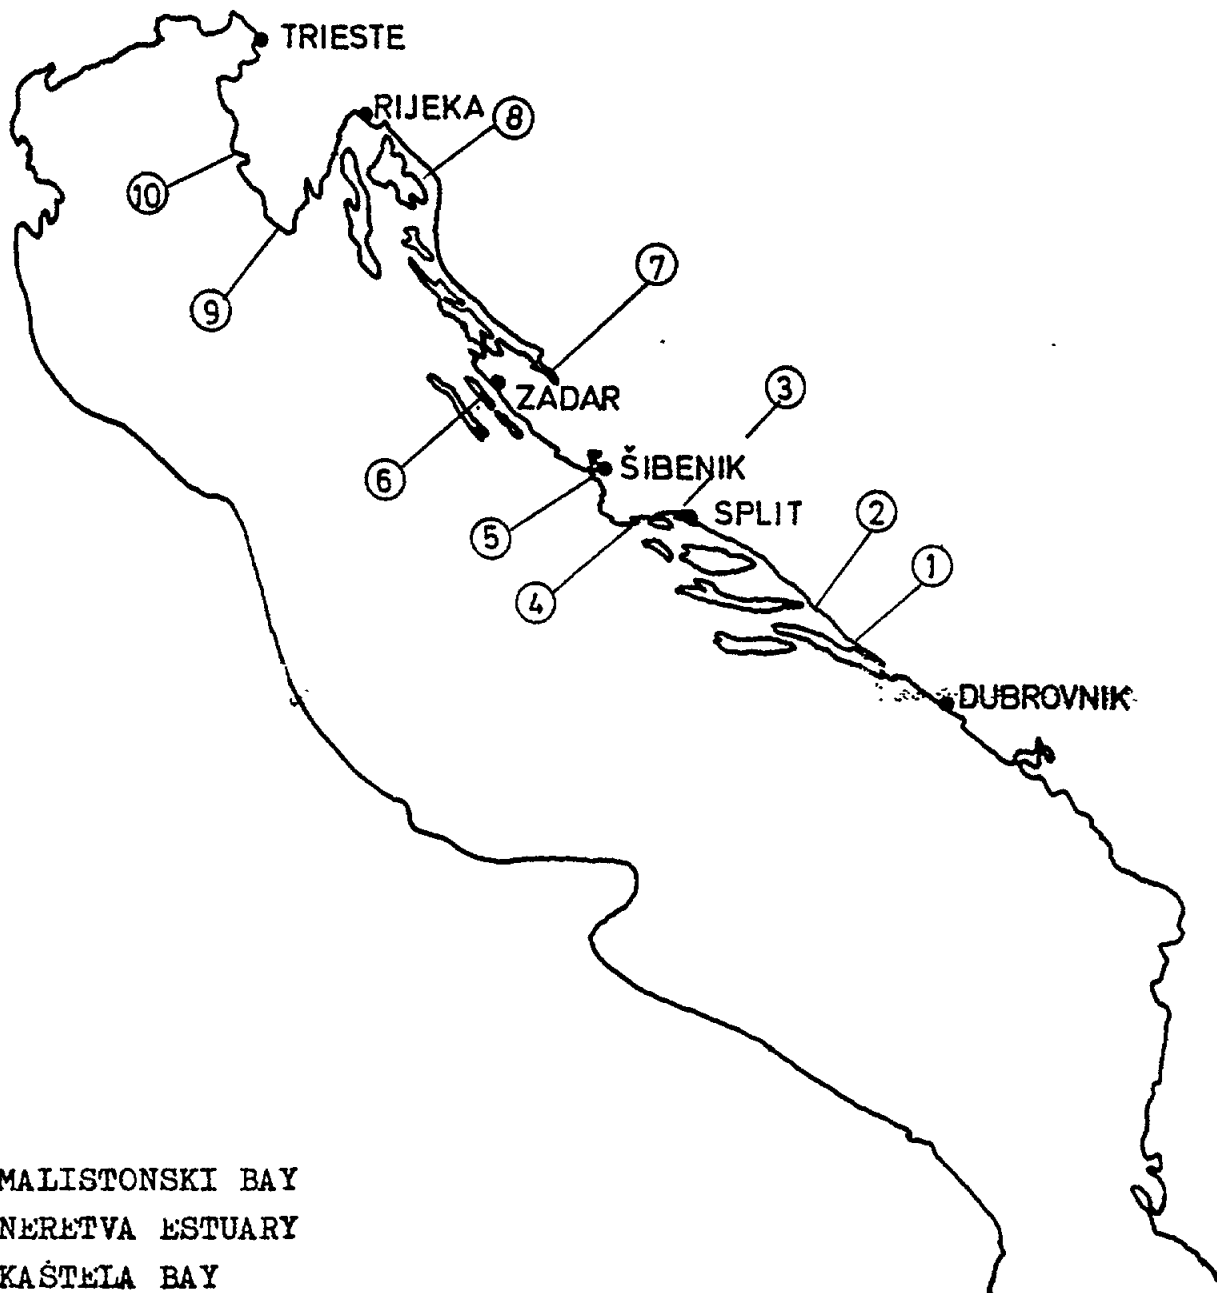 TRIESTE
RIJEKA
8
10
7
9
ZADAR
3
6
ŠIBENIK
5
SPLIT
2
4
1
DUBROVNIK
MALISTONSKI BAY
NERETVA ESTUARY
KAŠTELA BAY